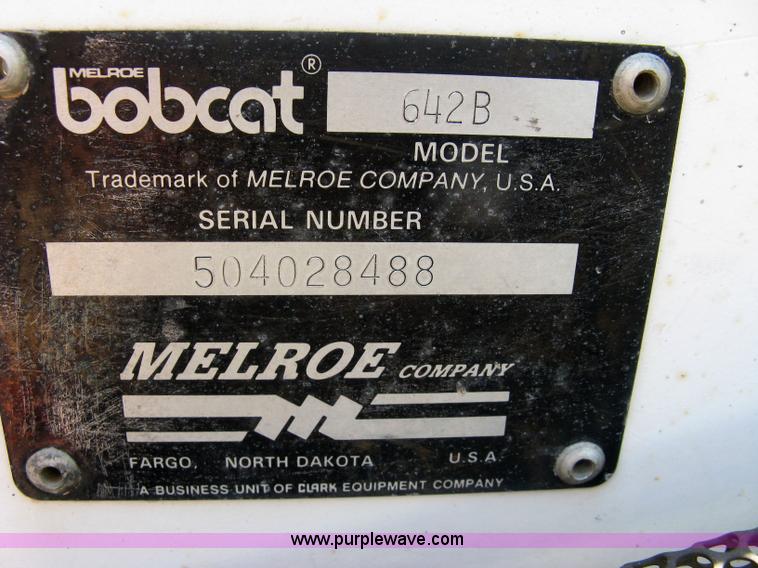 MELROE
bobcat ® 642B
MODEL
Trademark of MELROE COMPANY, U.S.A.
SERIAL NUMBER
504028488
MELROE COMPANY
FARGO, NORTH DAKOTA U.S.A
A BUSINESS UNIT OF CLARK EQUIPMENT COMPANY
www.purplewave.com